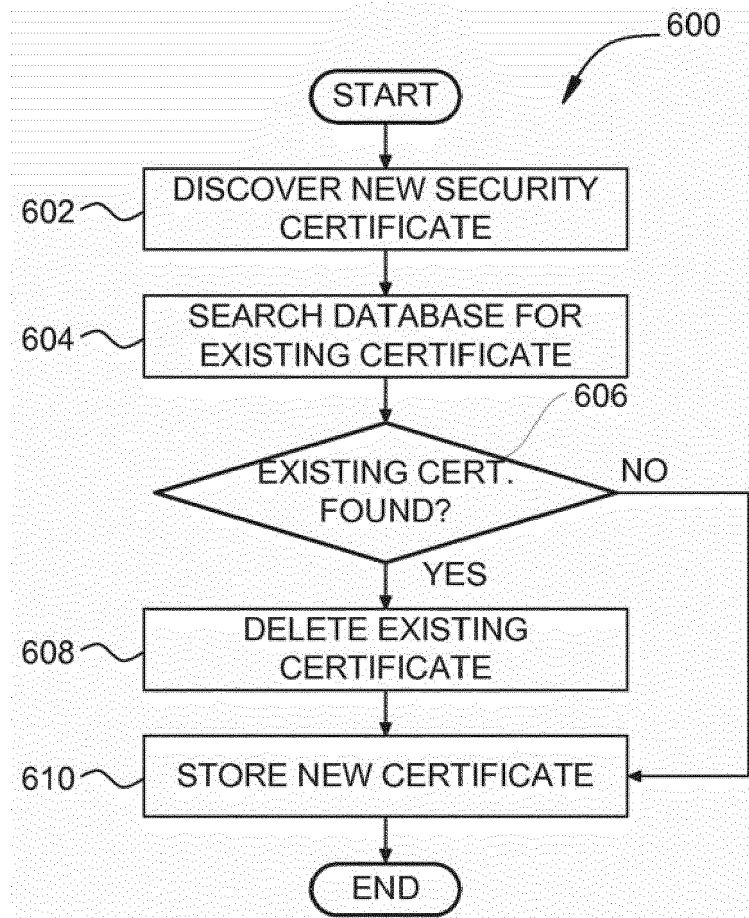 600
START
602
DISCOVER NEW SECURITY
CERTIFICATE
604
SEARCH DATABASE FOR
EXISTING CERTIFICATE
606
EXISTING CERT.
FOUND?
NO
YES
608
DELETE EXISTING
CERTIFICATE
610
STORE NEW CERTIFICATE
END